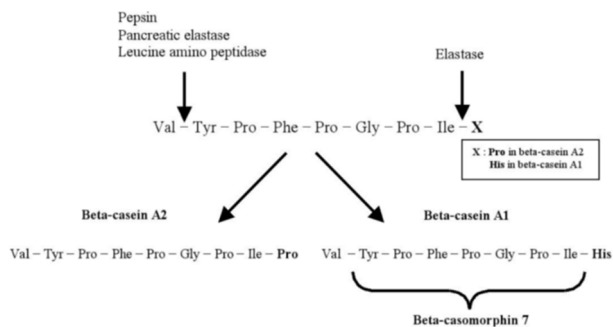 Pepsin
Pancreatic elastase
Leucine amino peptidase
Elastase
Val – Tyr – Pro – Phe – Pro – Gly – Pro – Ile – X
X : Pro in beta-casein A2
His in beta-casein A1
Beta-casein A2
Beta-casein A1
Val – Tyr – Pro – Phe – Pro – Gly – Pro – Ile – Pro
Val – Tyr – Pro – Phe – Pro – Gly – Pro – Ile – His
Beta-casomorphin 7